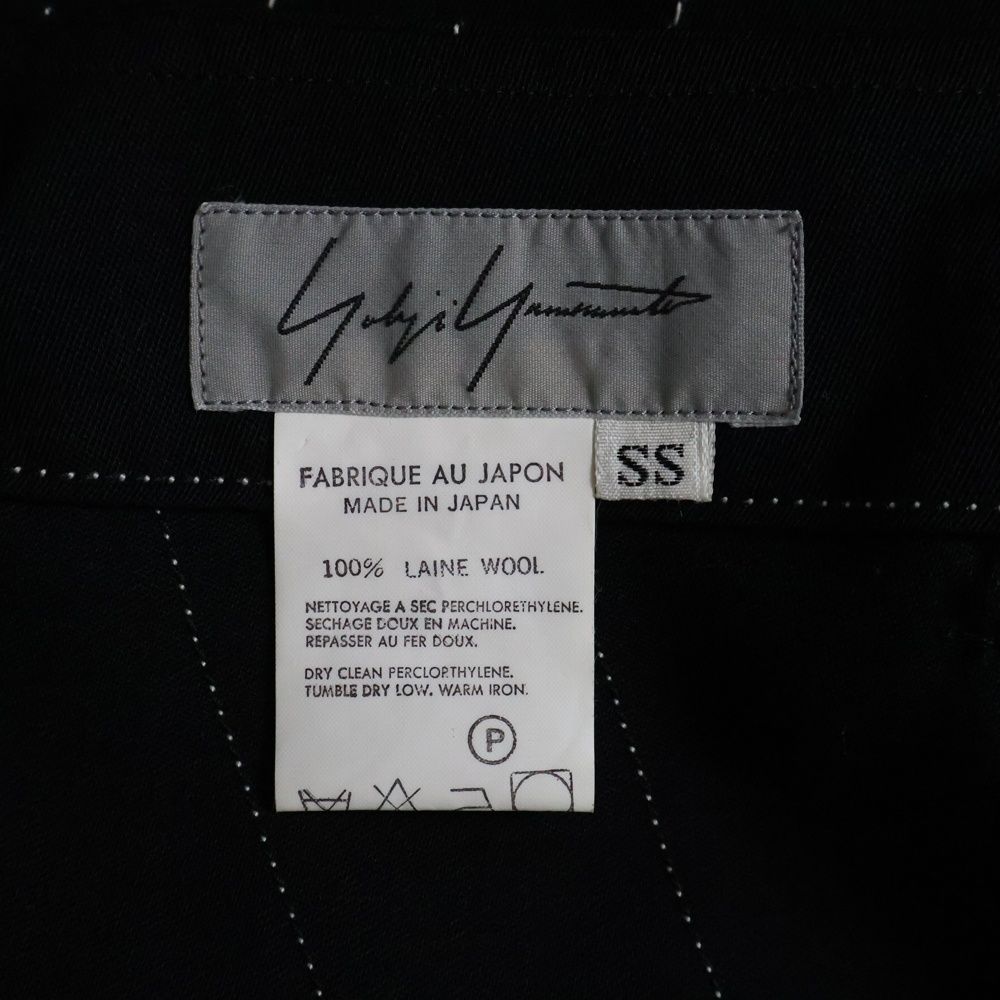 Yohji Yamamoto
SS
FABRIQUE AU JAPON
MADE IN JAPAN
100% LAINE WOOL
NETTOYAGE A SEC PERCHLORETHYLENE.
SECHAGE DOUX EN MACHINE.
REPASSER AU FER DOUX.
DRY CLEAN PERCLORTHYLENE.
TUMBLE DRY LOW. WARM IRON.
P